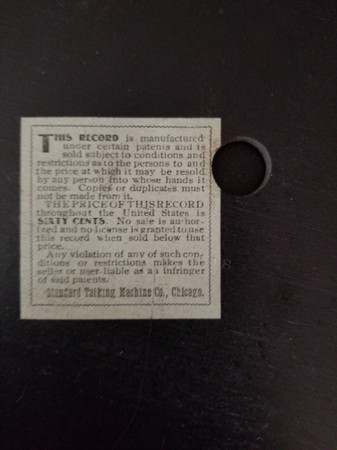 THIS RECORD is manufactured
under certain patents and is
sold subject to conditions and
restrictions as to the persons to and
the price at which it may be resold
by any person into whose hands it
comes. Copies or duplicates must
not be made from it.
THE PRICE OF THIS RECORD
throughout the United States is
SIXTY CENTS. No sale is author-
ized and no license is granted to use
this record when sold below that
price.
Any violation of any of such con-
ditions or restrictions makes the
seller or user liable as an infringer
of said patents.
Standard Talking Machine Co., Chicago.